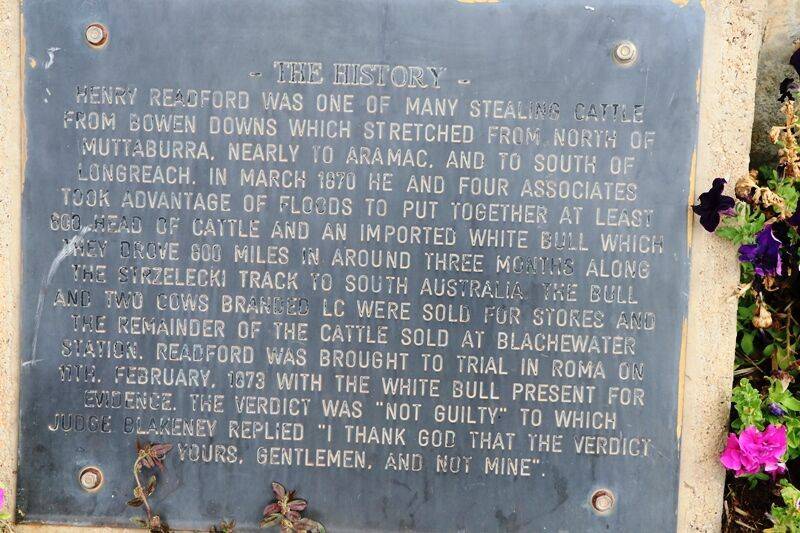 - THE HISTORY -
HENRY READFORD WAS ONE OF MANY STEALING CATTLE
FROM BOWEN DOWNS WHICH STRETCHED FROM NORTH OF
MUTTABURRA, NEARLY TO ARAMAC, AND TO SOUTH OF
LONGREACH. IN MARCH 1870 HE AND FOUR ASSOCIATES
TOOK ADVANTAGE OF FLOODS TO PUT TOGETHER AT LEAST
600 HEAD OF CATTLE AND AN IMPORTED WHITE BULL WHICH
THEY DROVE 600 MILES IN AROUND THREE MONTHS ALONG
THE STRZELECKI TRACK TO SOUTH AUSTRALIA. THE BULL
AND TWO COWS BRANDED LC WERE SOLD FOR STORES AND
THE REMAINDER OF THE CATTLE SOLD AT BLACHEWATER
STATION. READFORD WAS BROUGHT TO TRIAL IN ROMA ON
11TH. FEBRUARY, 1873 WITH THE WHITE BULL PRESENT FOR
EVIDENCE. THE VERDICT WAS "NOT GUILTY" TO WHICH
JUDGE BLAKENEY REPLIED "I THANK GOD THAT THE VERDICT
YOURS, GENTLEMEN, AND NOT MINE".